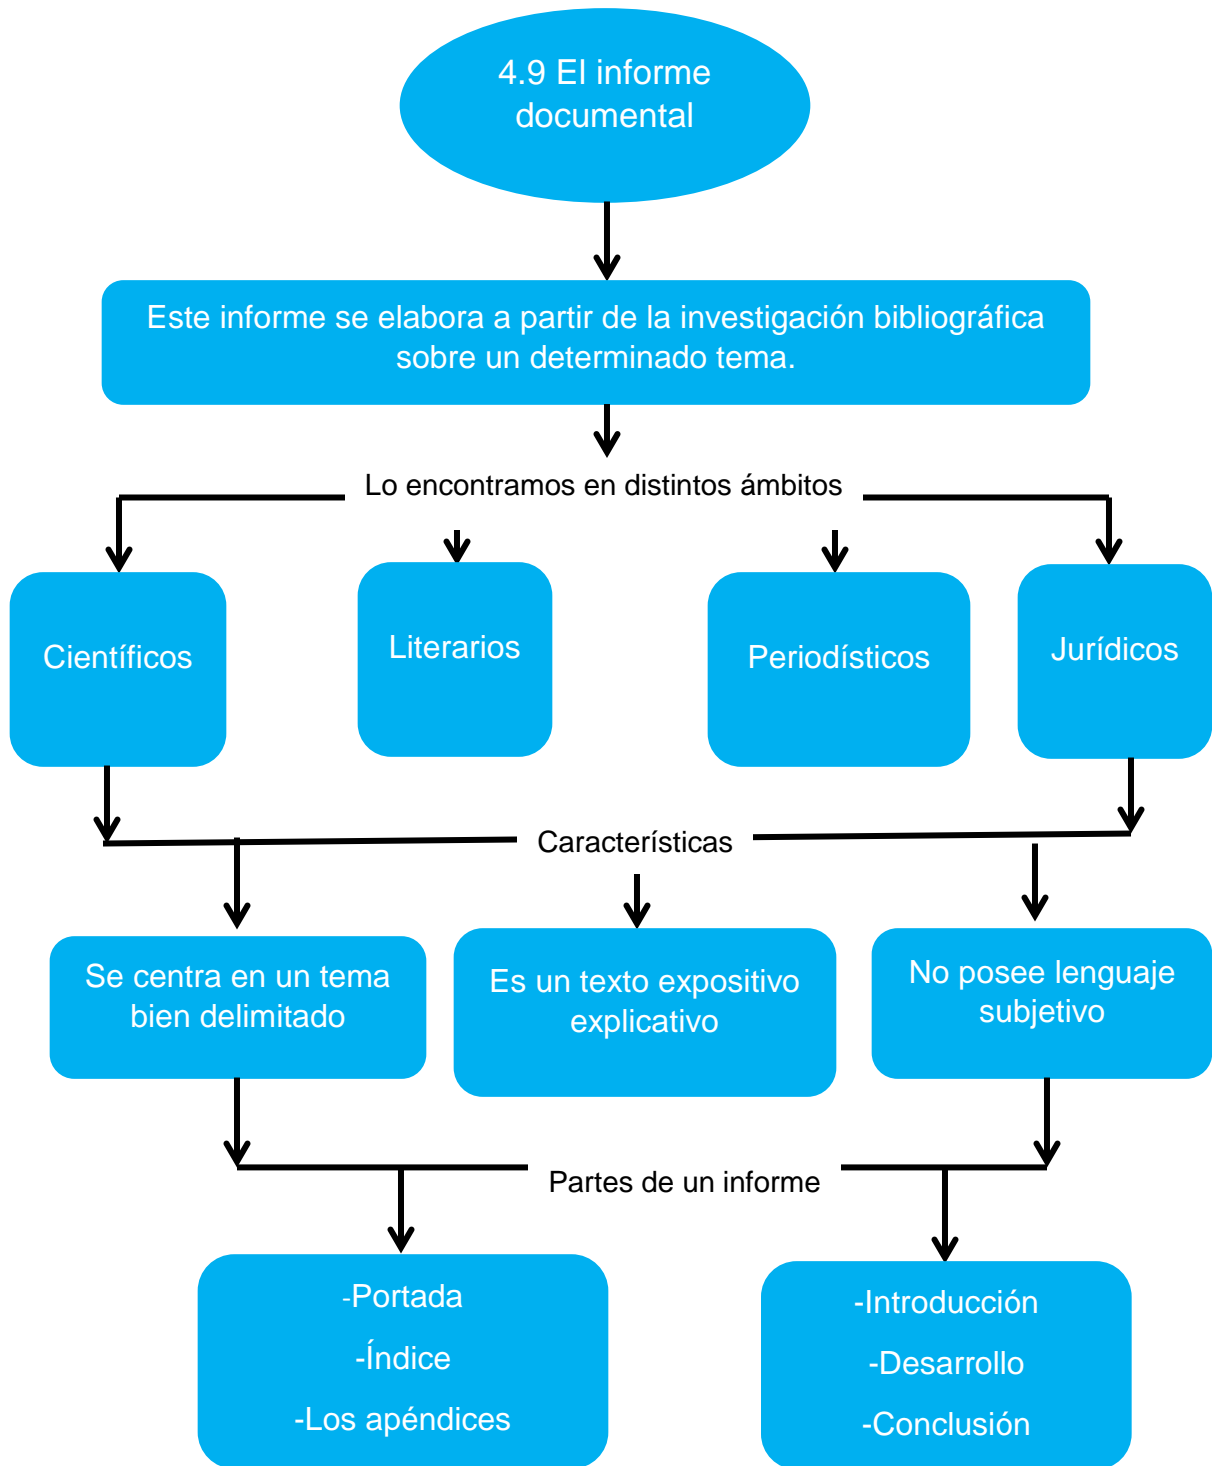 4.9 El informe
documental
Este informe se elabora a partir de la investigación bibliográfica
sobre un determinado tema.
Lo encontramos en distintos ámbitos
Científicos
Literarios
Periodísticos
Jurídicos
Característicås
Se centra en un tema
bien delimitado
Es un texto expositivo
explicativo
No posee lenguaje
subjetivo
Partes de un informe
-Portada
-Índice
-Los apéndices
-Introducción
-Desarrollo
-Conclusión